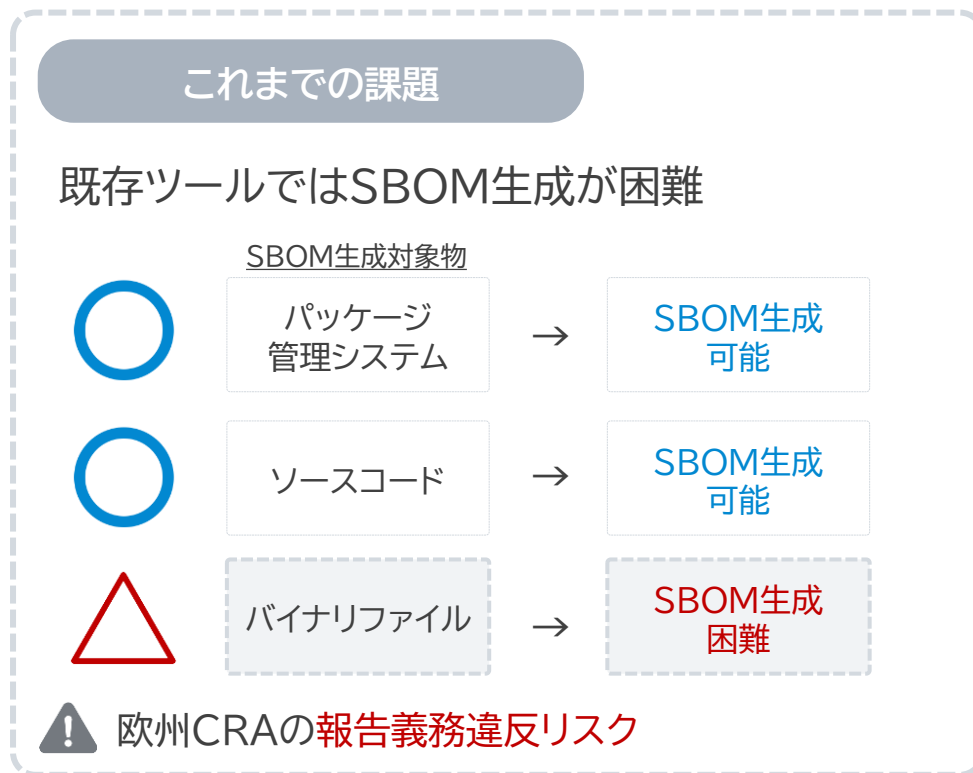 これまでの課題
既存ツールではSBOM生成が困難
SBOM生成対象物
パッケージ
管理システム
→
SBOM生成
可能
ソースコード
→
SBOM生成
可能
バイナリファイル
→
SBOM生成
困難
欧州CRAの報告義務違反リスク